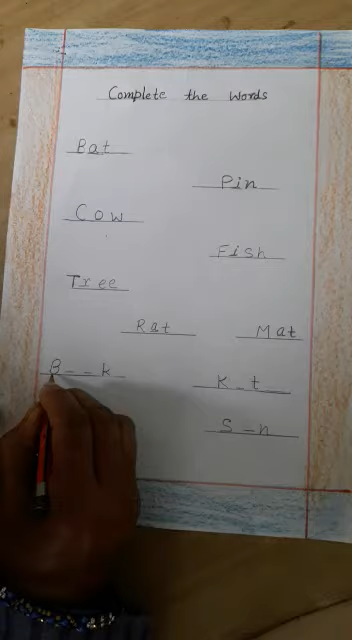 Complete the Words
Bat
Pin
Cow
Fish
Tree
Rat Mat
B _ _ k
K _ t _
S _ n